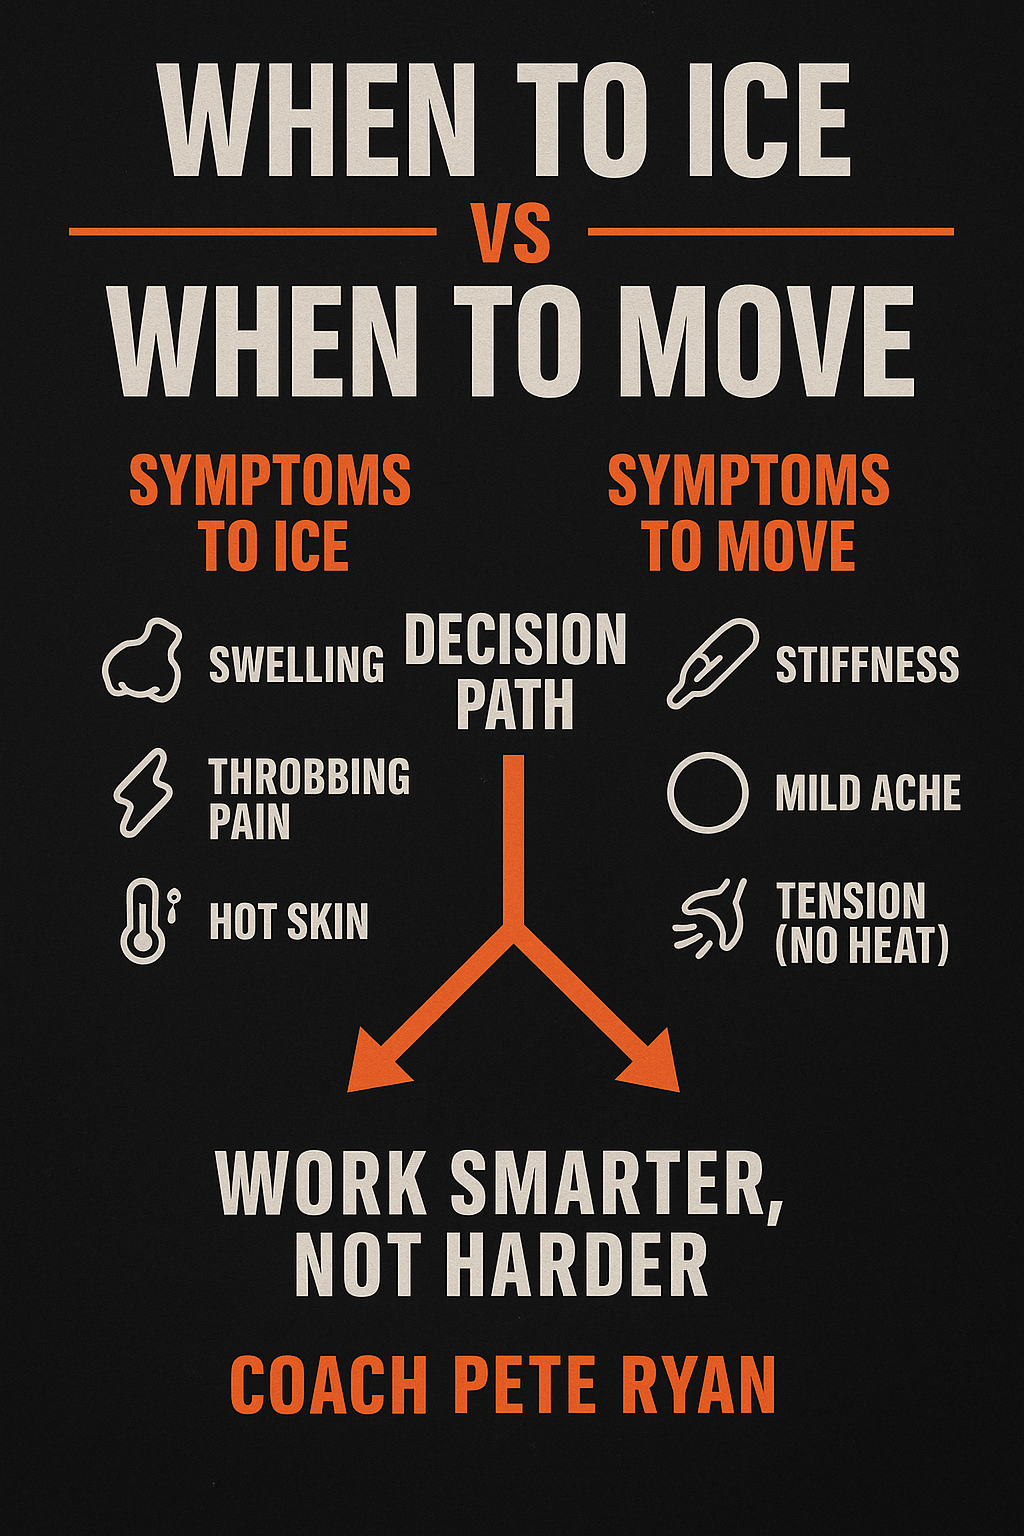 WHEN TO ICE
VS
WHEN TO MOVE
SYMPTOMS
TO ICE
SWELLING
THROBBING
PAIN
HOT SKIN
DECISION
PATH
SYMPTOMS
TO MOVE
STIFFNESS
MILD ACHE
TENSION
(NO HEAT)
WORK SMARTER,
NOT HARDER
COACH PETE RYAN